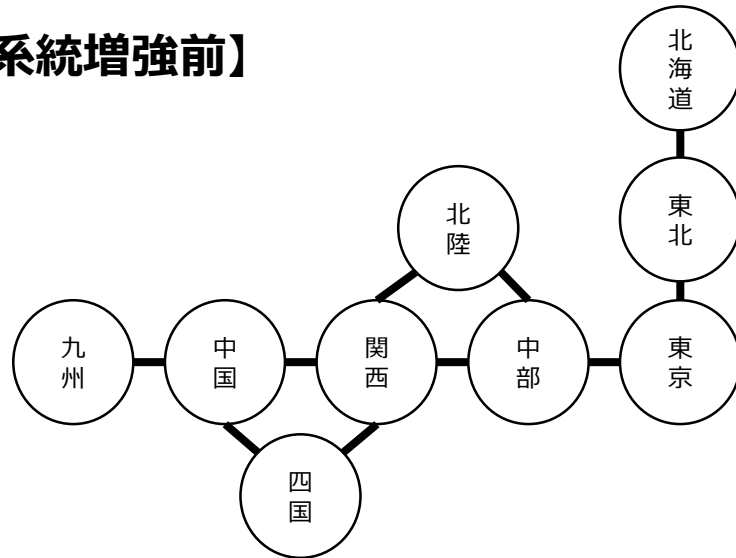 系統増強前】
北海道
東北
北陸
九州
中国
関西
中部
東京
四国